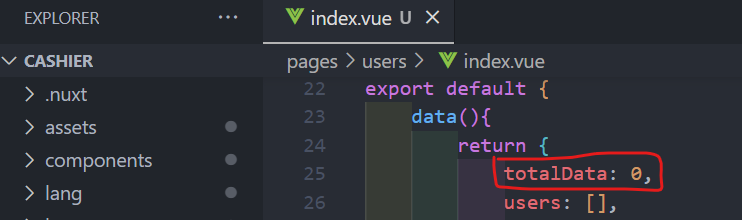 EXPLORER
···
index.vue U ×
CASHIER
pages > users > index.vue
.nuxt
assets
components
lang
22 export default {
23 data(){
24 return {
25 totalData: 0,
26 users: [],